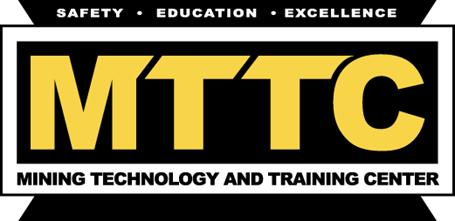 SAFETY • EDUCATION • EXCELLENCE
MTTC
MINING TECHNOLOGY AND TRAINING CENTER